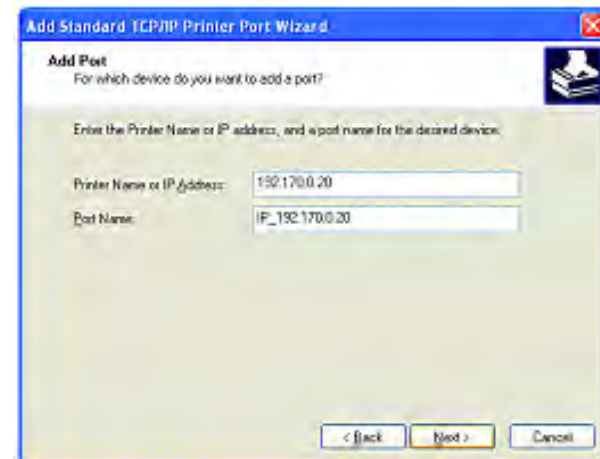 Add Standard TCP/IP Printer Port Wizard
Add Port
For which device do you want to add a port?
Enter the Printer Name or IP address, and a port name for the desired device.
Printer Name or IP Address: 192.170.0.20
Port Name: IP_192.170.0.20
< Back Next > Cancel